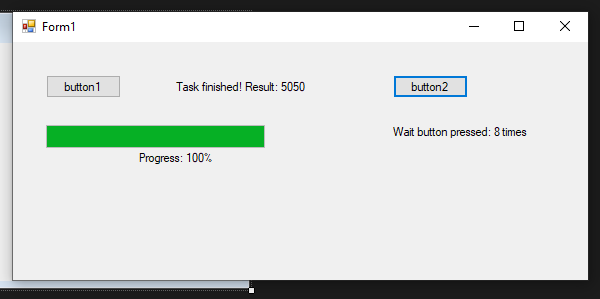 Form1
button1
Task finished! Result: 5050
button2
Wait button pressed: 8 times
Progress: 100%